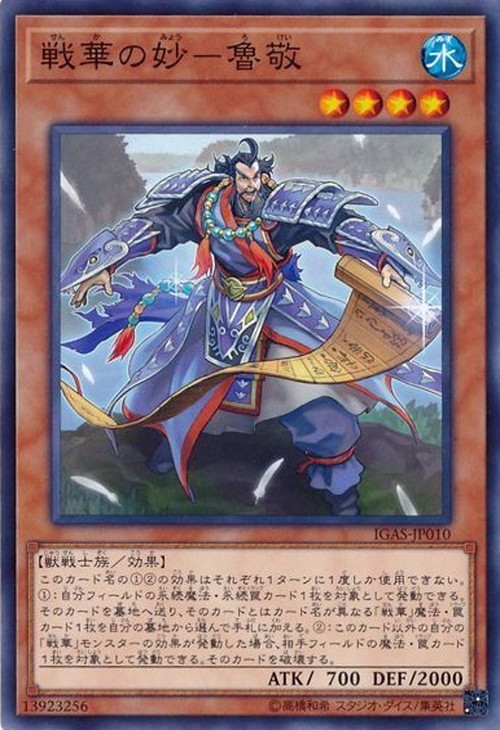 戦華の妙－魯敬
水
IGAS-JP010
【獣戦士族／効果】
このカード名の①②の効果はそれぞれ1ターンに1度しか使用できない。
①：自分フィールドの永続魔法・永続罠カード1枚を対象として発動できる。
そのカードを墓地へ送り、そのカードとはカード名が異なる「戦華」魔法・罠
カード1枚を自分の墓地から選んで手札に加える。②：このカード以外の自分の
「戦華」モンスターの効果が発動した場合、相手フィールドの魔法・罠カード
1枚を対象として発動できる。そのカードを破壊する。
ATK/ 700 DEF/2000
13923256
©高橋和希 スタジオ・ダイス/集英社